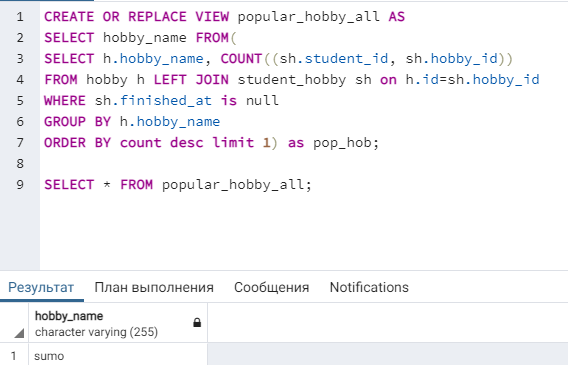 1 CREATE OR REPLACE VIEW popular_hobby_all AS
2 SELECT hobby_name FROM(
3 SELECT h.hobby_name, COUNT((sh.student_id, sh.hobby_id))
4 FROM hobby h LEFT JOIN student_hobby sh on h.id=sh.hobby_id
5 WHERE sh.finished_at is null
6 GROUP BY h.hobby_name
7 ORDER BY count desc limit 1) as pop_hob;
8
9 SELECT * FROM popular_hobby_all;
Результат План выполнения Сообщения Notifications
hobby_name
character varying (255)
1 sumo